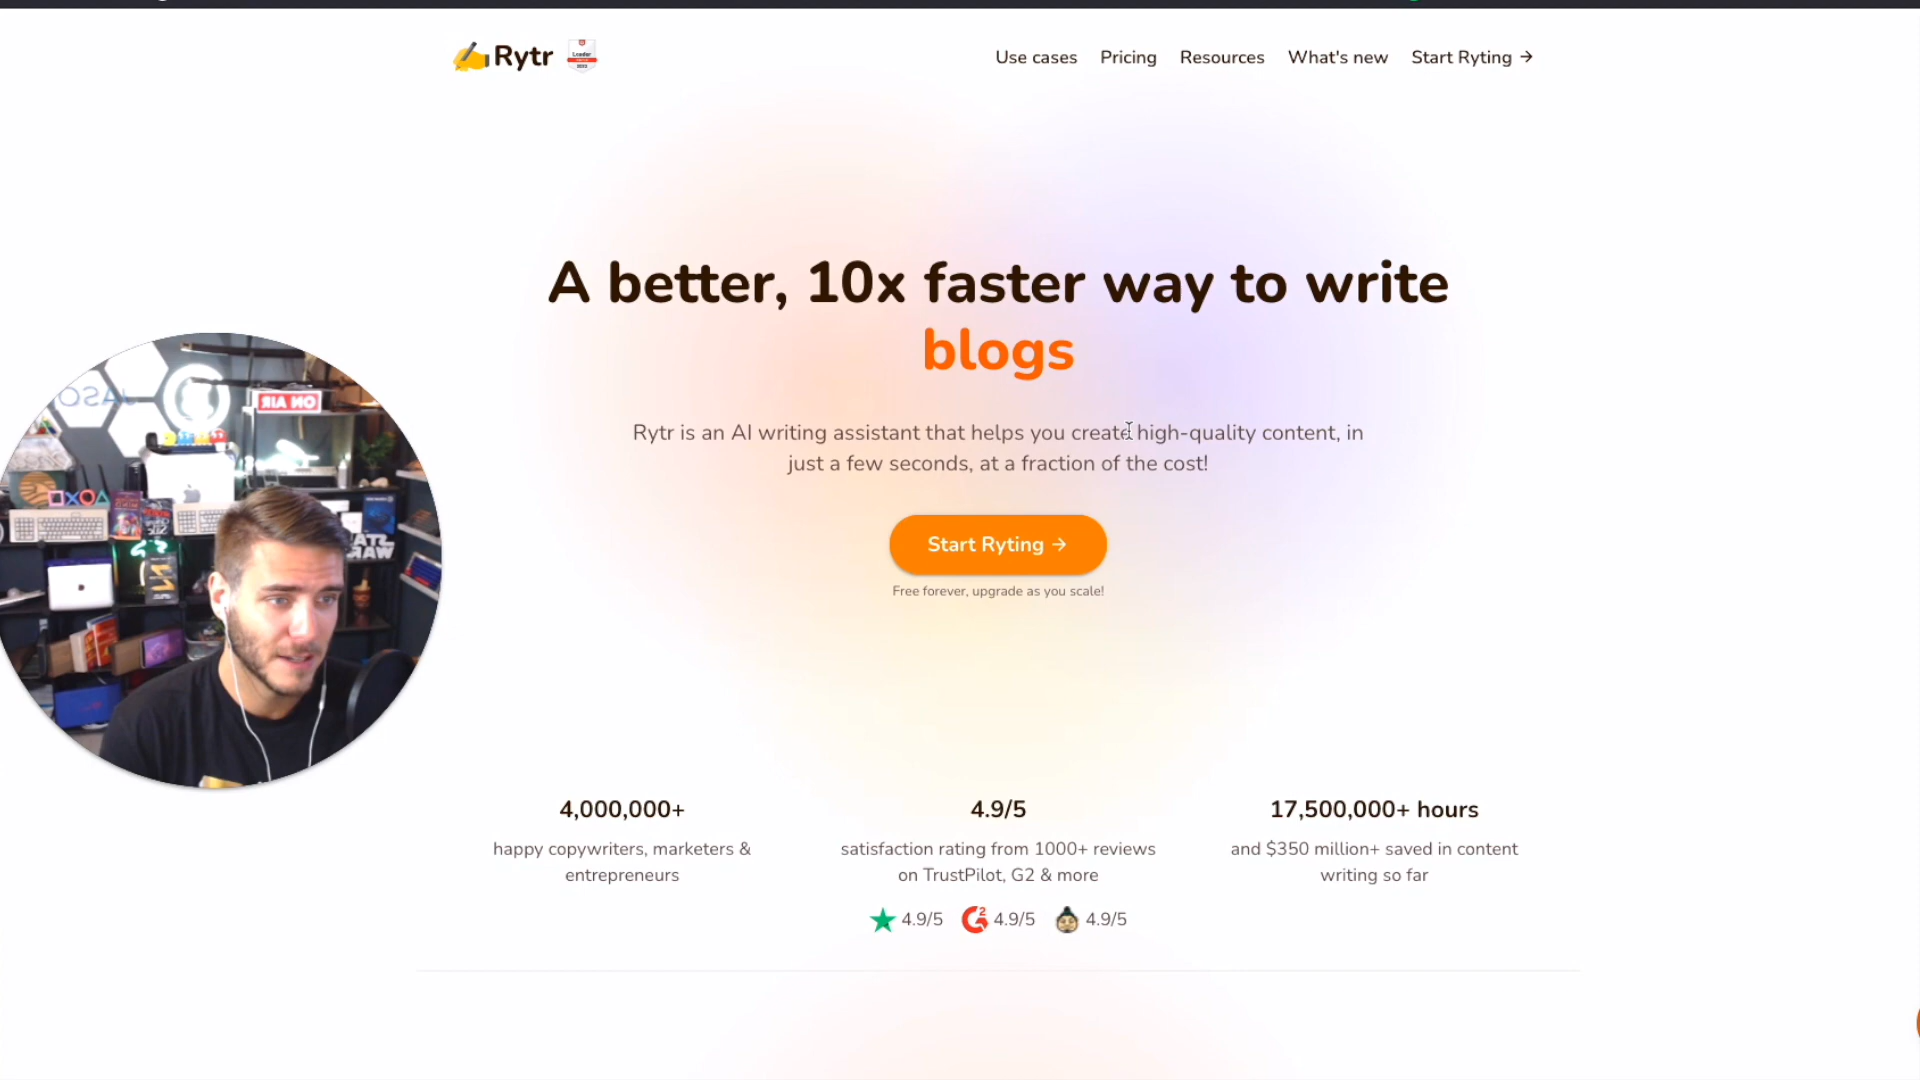 Rytr
Leader
Use cases
Pricing
Resources
What's new
Start Ryting →
A better, 10x faster way to write
blogs
Rytr is an AI writing assistant that helps you create high-quality content, in
just a few seconds, at a fraction of the cost!
Start Ryting →
Free forever, upgrade as you scale!
ON AIR
JASO
STAR
WARS
4,000,000+
happy copywriters, marketers &
entrepreneurs
4.9/5
satisfaction rating from 1000+ reviews
on TrustPilot, G2 & more
4.9/5
4.9/5
4.9/5
17,500,000+ hours
and $350 million+ saved in content
writing so far